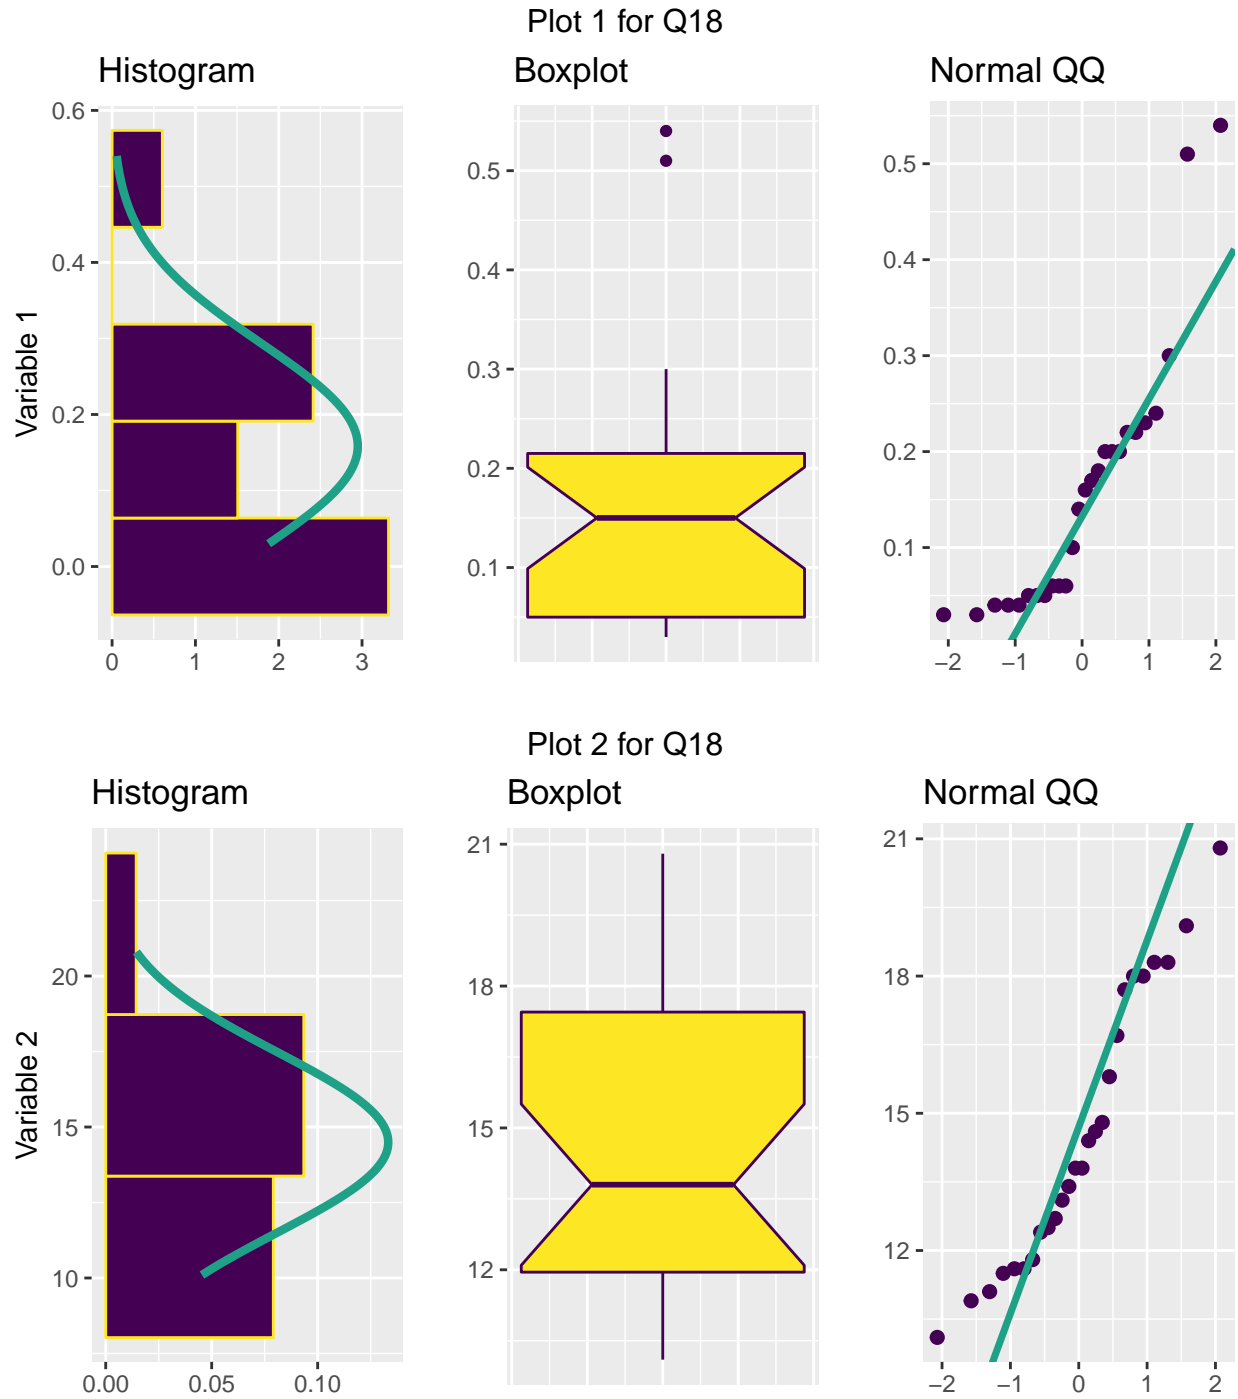 Plot 1 for Q18
Histogram
Boxplot
Normal QQ
Variable 1
0.6
0.4
0.2
0.0
0 1 2 3
0.5
0.4
0.3
0.2
0.1
0.5
0.4
0.3
0.2
0.1
−2 −1 0 1 2
Plot 2 for Q18
Histogram
Boxplot
Normal QQ
Variable 2
20
15
10
0.00 0.05 0.10
21
18
15
12
21
18
15
12
−2 −1 0 1 2